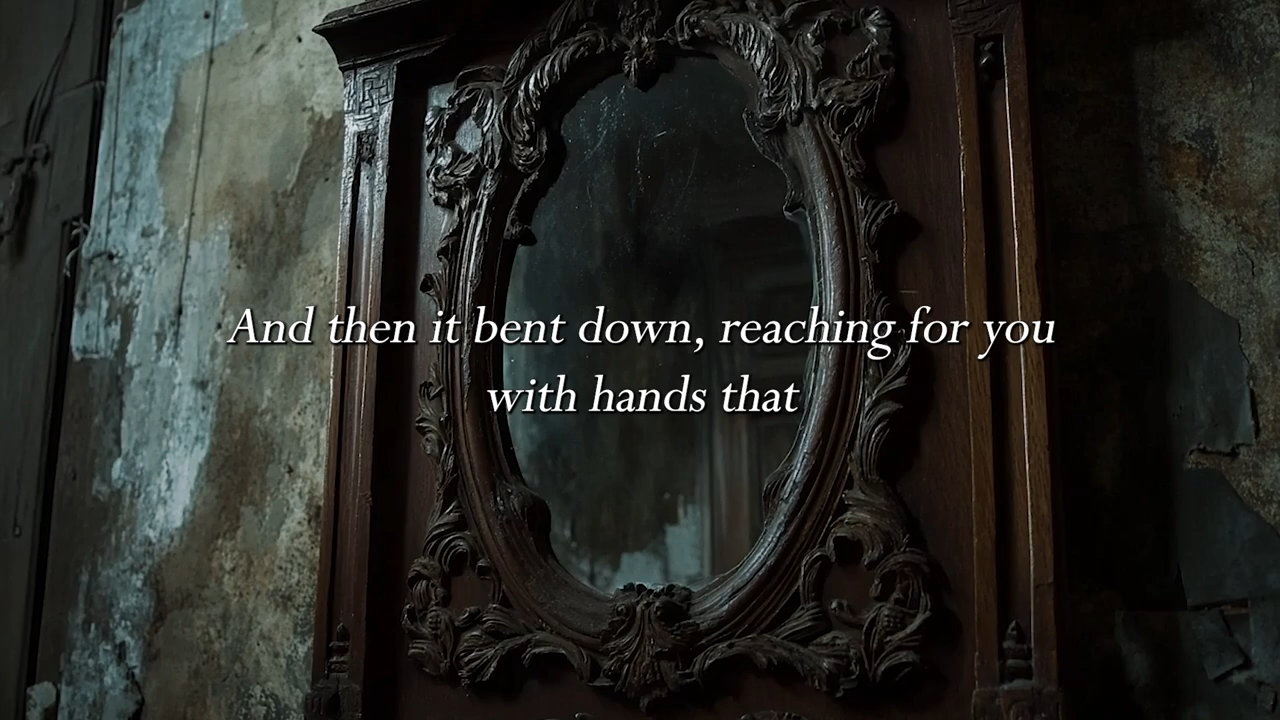 And then it bent down, reaching for you
with hands that